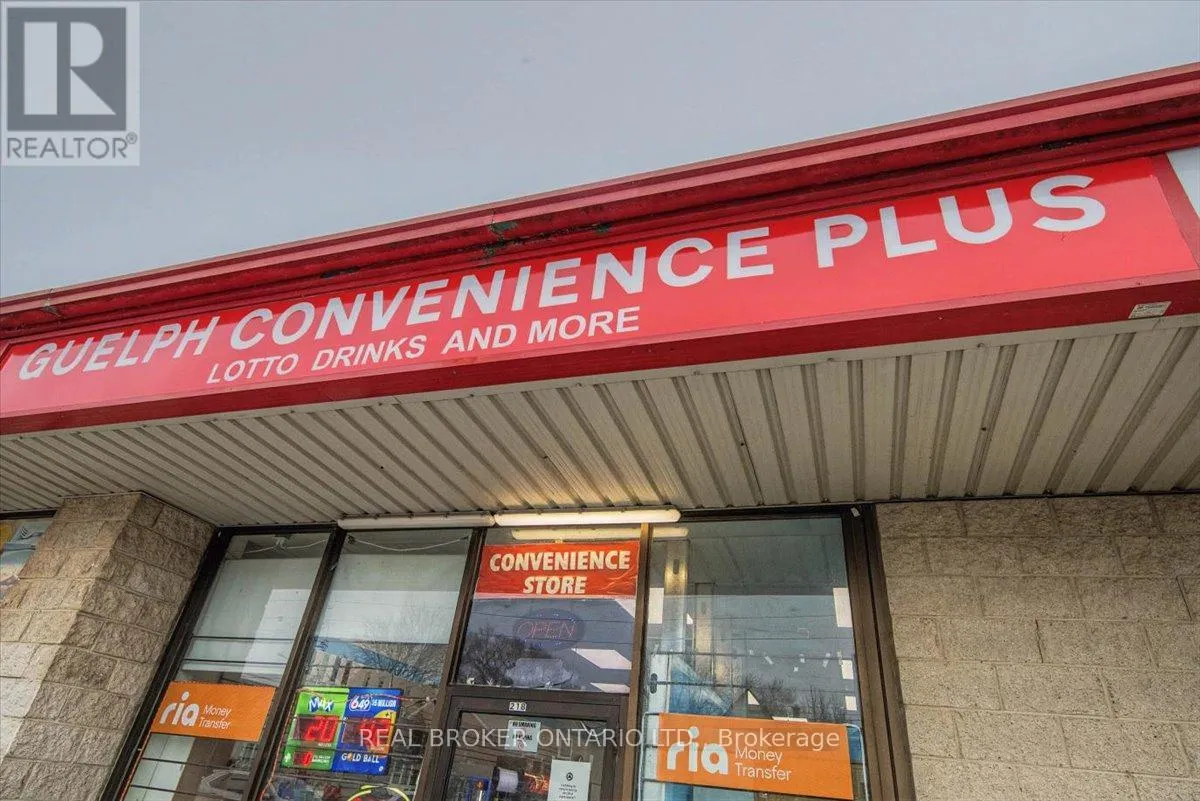 REALTOR®
GUELPH CONVENIENCE PLUS
LOTTO DRINKS AND MORE
CONVENIENCE
STORE
OPEN
218
ria Money
Transfer
MAX
20
649
GOLD BALL
REAL BROKER ONTARIO LTD., Brokerage
ria Money
Transfer